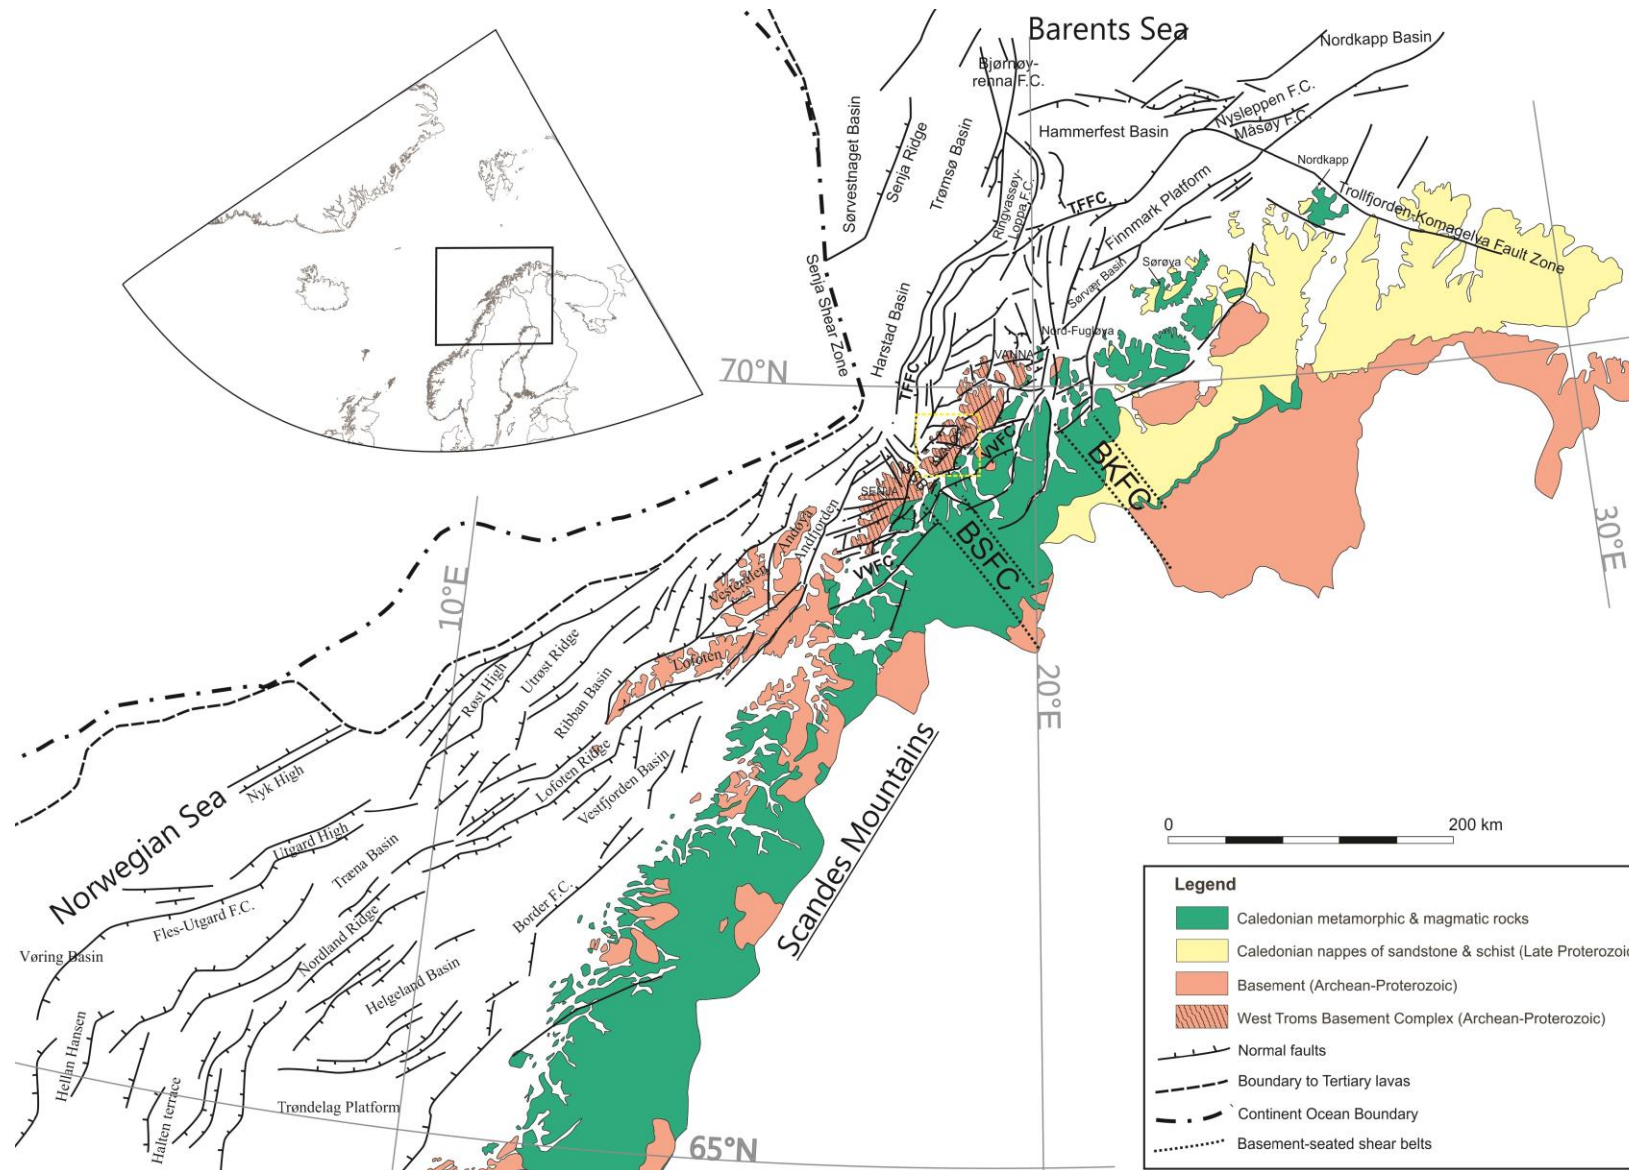 Barents Sea
Nordkapp Basin
Bjørnøy-
renna F.C.
Nysleppen F.C.
Måsøy F.C.
Hammerfest Basin
Sørvestnaget Basin
Senja Ridge
Tromsø Basin
Ringvassøy-
Loppa F.C.
TFFC
Finnmark Platform
Nordkapp
Trollfjorden-Komagelva Fault Zone
Sørøya
Sørvær Basin
Senja Shear Zone
Harstad Basin
Nord-Fugløya
VANNA
70°N
TFFC
VVFC
BKFC
SENJA
BSFC
30°E
Andøya
Andfjorden
VVFC
Vesterålen
10°E
Lofoten
20°E
Utrøst Ridge
Røst High
Ribban Basin
Lofoten Ridge
Vestfjorden Basin
Scandes Mountains
Nyk High
Norwegian Sea
Utgard High
Træna Basin
Border F.C.
Fles-Utgard F.C.
Nordland Ridge
Vøring Basin
Helgeland Basin
Hellan Hansen
Halten terrace
Trøndelag Platform
65°N
0 200 km
Legend
Caledonian metamorphic & magmatic rocks
Caledonian nappes of sandstone & schist (Late Proterozoic
Basement (Archean-Proterozoic)
West Troms Basement Complex (Archean-Proterozoic)
Normal faults
Boundary to Tertiary lavas
Continent Ocean Boundary
Basement-seated shear belts